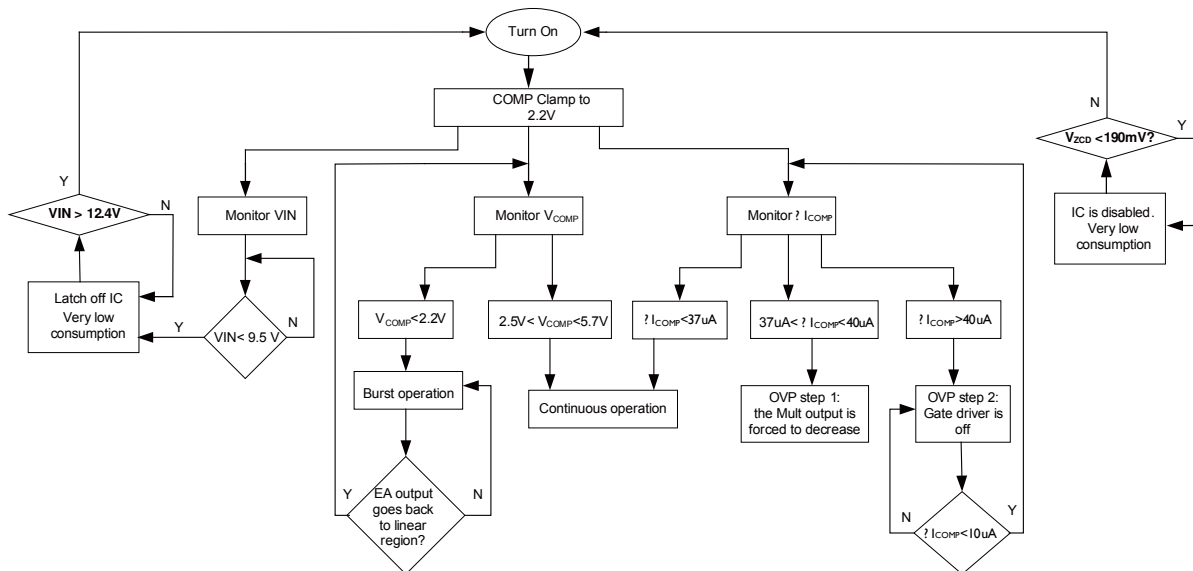 Turn On
COMP Clamp to
2.2V
Y
VIN > 12.4V
N
Latch off IC
Very low
consumption
Monitor VIN
VIN< 9.5 V
Y
N
Monitor VCOMP
VCOMP<2.2V
2.5V< VCOMP<5.7V
Burst operation
Continuous operation
EA output
goes back
to linear
region?
Y
N
Monitor ? ICOMP
? ICOMP<37uA
37uA< ? ICOMP<40uA
? ICOMP>40uA
OVP step 1:
the Mult output is
forced to decrease
OVP step 2:
Gate driver is
off
? ICOMP<10uA
N
Y
N
VZCD <190mV?
Y
IC is disabled.
Very low
consumption